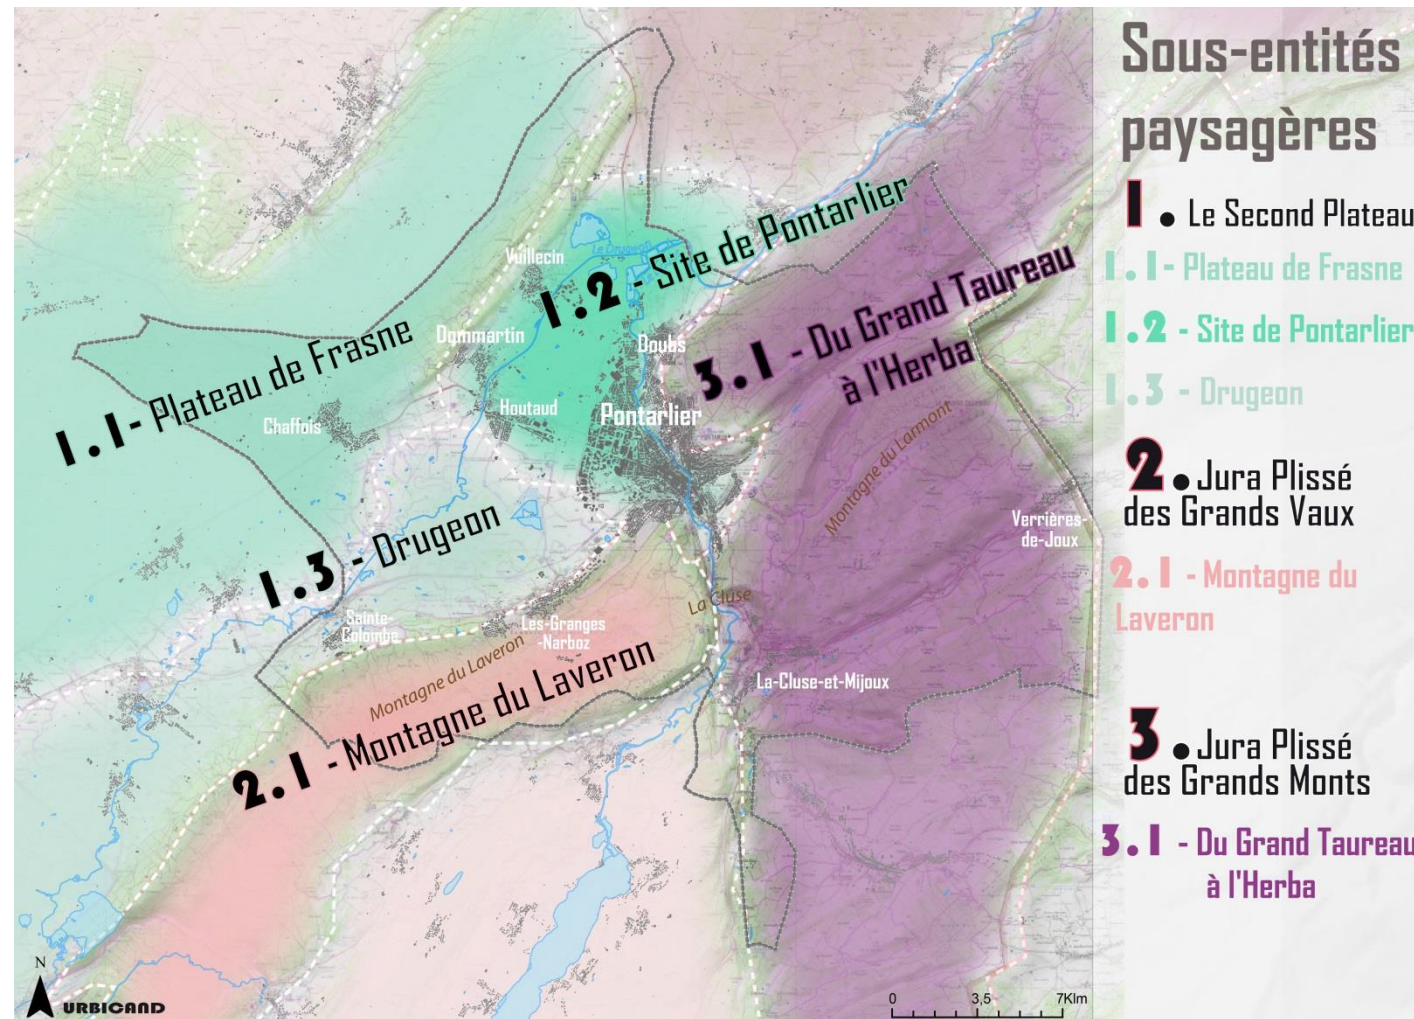 Sous-entités
paysagères
1. Le Second Plateau
1.1- Plateau de Frasne
1.2 - Site de Pontarlier
1.3 - Drugeon
2. Jura Plissé
des Grands Vaux
2.1 - Montagne du
Laveron
3. Jura Plissé
des Grands Monts
3.1 - Du Grand Taureau
à l'Herba
1.2 - Site de Pontarlier
Le Drugeon
Vuillecin
Dommartin
Doubs
3.1 - Du Grand Taureau
à l'Herba
1.1- Plateau de Frasne
Chaffois
Houtaud
Pontarlier
Montagne du Larmont
Verrières-
de-Joux
1.3 - Drugeon
La Cluse
Sainte-
Colombe
Les-Granges
-Narboz
Montagne du Laveron
2.1 - Montagne du Laveron
La-Cluse-et-Mijoux
N
URBICAND
0 3,5 7Klm